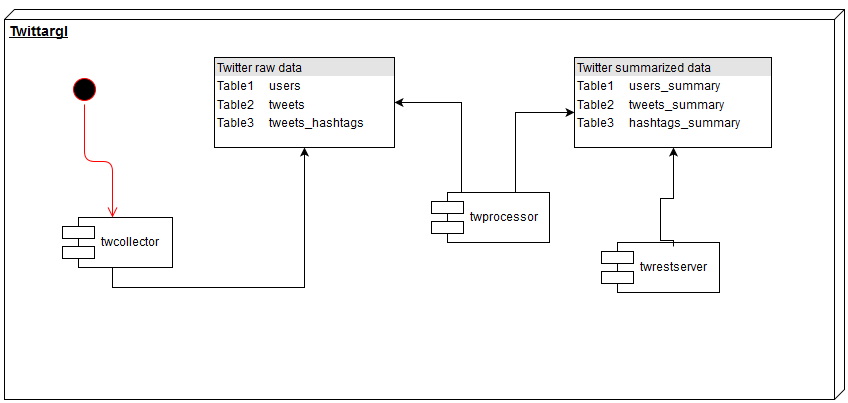 Twittargl
Twitter raw data
Table1 users
Table2 tweets
Table3 tweets_hashtags
Twitter summarized data
Table1 users_summary
Table2 tweets_summary
Table3 hashtags_summary
twprocessor
twcollector
twrestserver